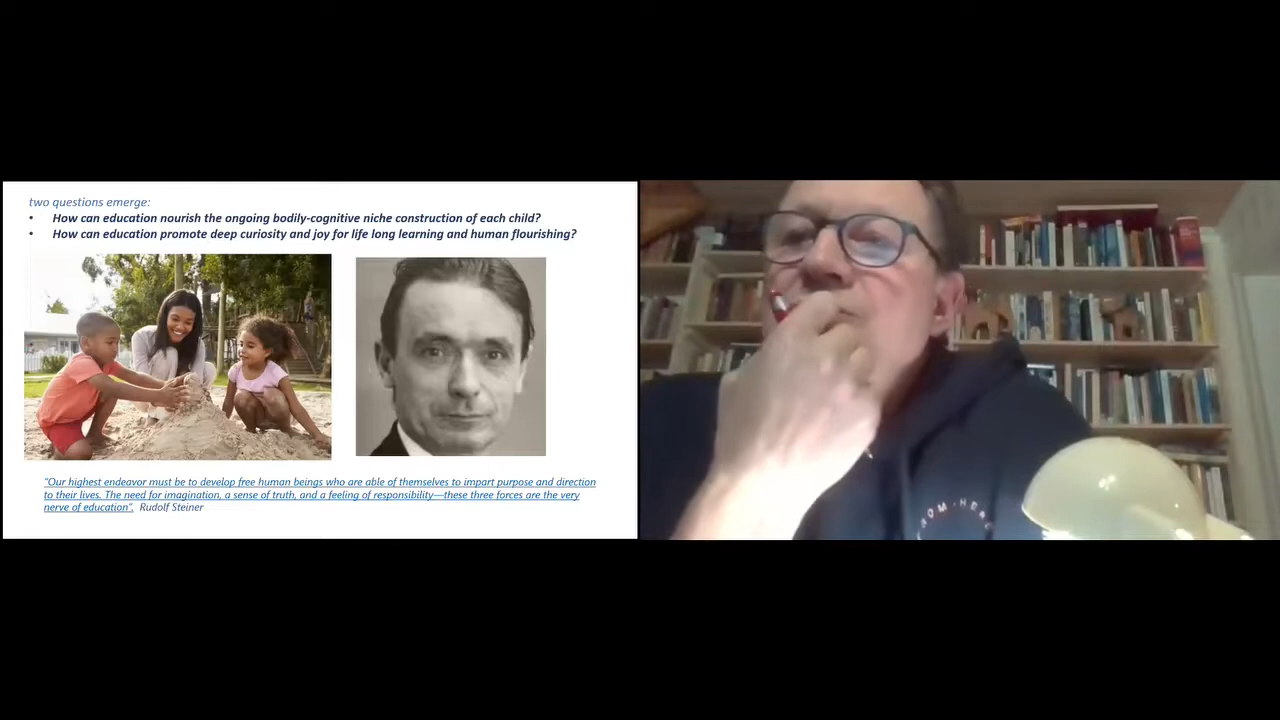 two questions emerge:
• How can education nourish the ongoing bodily-cognitive niche construction of each child?
• How can education promote deep curiosity and joy for life long learning and human flourishing?
"Our highest endeavor must be to develop free human beings who are able of themselves to impart purpose and direction
to their lives. The need for imagination, a sense of truth, and a feeling of responsibility—these three forces are the very
nerve of education". Rudolf Steiner